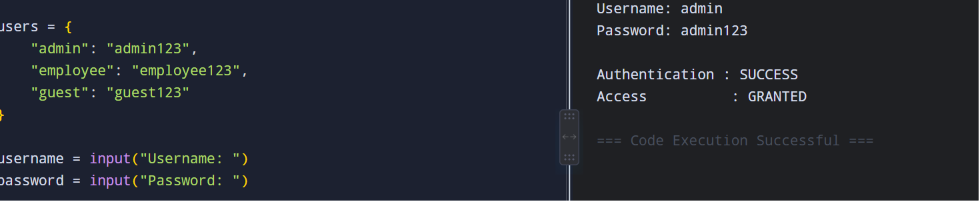 users = {
    "admin": "admin123",
    "employee": "employee123",
    "guest": "guest123"
}
username = input("Username: ")
password = input("Password: ")
Username: admin
Password: admin123
Authentication : SUCCESS
Access          : GRANTED
=== Code Execution Successful ===